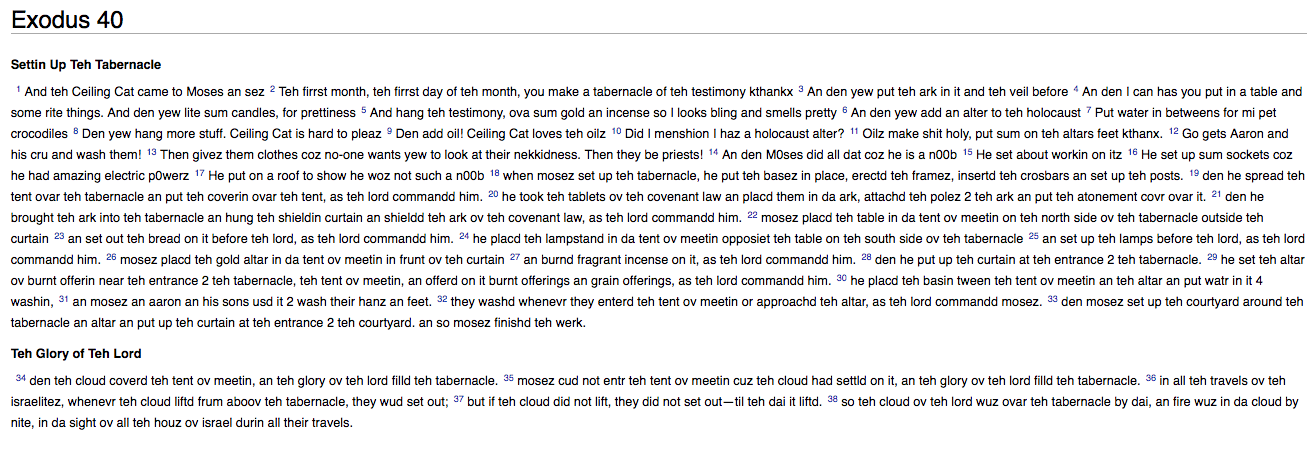 Exodus 40
Settin Up Teh Tabernacle
1 And teh Ceiling Cat came to Moses an sez 2 Teh firrst month, teh firrst day of teh month, you make a tabernacle of teh testimony kthankx 3 An den yew put teh ark in it and teh veil before 4 An den I can has you put in a table and
some rite things. And den yew lite sum candles, for prettiness 5 And hang teh testimony, ova sum gold an incense so I looks bling and smells pretty 6 An den yew add an alter to teh holocaust 7 Put water in betweens for mi pet
crocodiles 8 Den yew hang more stuff. Ceiling Cat is hard to pleaz 9 Den add oil! Ceiling Cat loves teh oilz 10 Did I menshion I haz a holocaust alter? 11 Oilz make shit holy, put sum on teh altars feet kthanx. 12 Go gets Aaron and
his cru and wash them! 13 Then givez them clothes coz no-one wants yew to look at their nekkidness. Then they be priests! 14 An den M0ses did all dat coz he is a n00b 15 He set about workin on itz 16 He set up sum sockets coz
he had amazing electric p0werz 17 He put on a roof to show he woz not such a n00b 18 when mosez set up teh tabernacle, he put teh basez in place, erectd teh framez, insertd teh crosbars an set up teh posts. 19 den he spread teh
tent ovar teh tabernacle an put teh coverin ovar teh tent, as teh lord commandd him. 20 he took teh tablets ov teh covenant law an placd them in da ark, attachd teh polez 2 teh ark an put teh atonement covr ovar it. 21 den he
brought teh ark into teh tabernacle an hung teh shieldin curtain an shieldd teh ark ov teh covenant law, as teh lord commandd him. 22 mosez placd teh table in da tent ov meetin on teh north side ov teh tabernacle outside teh
curtain 23 an set out teh bread on it before teh lord, as teh lord commandd him. 24 he placd teh lampstand in da tent ov meetin opposiet teh table on teh south side ov teh tabernacle 25 an set up teh lamps before teh lord, as teh lord
commandd him. 26 mosez placd teh gold altar in da tent ov meetin in frunt ov teh curtain 27 an burnd fragrant incense on it, as teh lord commandd him. 28 den he put up teh curtain at teh entrance 2 teh tabernacle. 29 he set teh altar
ov burnt offerin near teh entrance 2 teh tabernacle, teh tent ov meetin, an offerd on it burnt offerings an grain offerings, as teh lord commandd him. 30 he placd teh basin tween teh tent ov meetin an teh altar an put watr in it 4
washin, 31 an mosez an aaron an his sons usd it 2 wash their hanz an feet. 32 they washd whenevr they enterd teh tent ov meetin or approachd teh altar, as teh lord commandd mosez. 33 den mosez set up teh courtyard around teh
tabernacle an altar an put up teh curtain at teh entrance 2 teh courtyard. an so mosez finishd teh werk.
Teh Glory of Teh Lord
34 den teh cloud coverd teh tent ov meetin, an teh glory ov teh lord filld teh tabernacle. 35 mosez cud not entr teh tent ov meetin cuz teh cloud had settld on it, an teh glory ov teh lord filld teh tabernacle. 36 in all teh travels ov teh
israelitez, whenevr teh cloud liftd frum aboov teh tabernacle, they wud set out; 37 but if teh cloud did not lift, they did not set out—til teh dai it liftd. 38 so teh cloud ov teh lord wuz ovar teh tabernacle by dai, an fire wuz in da cloud by
nite, in da sight ov all teh houz ov israel durin all their travels.